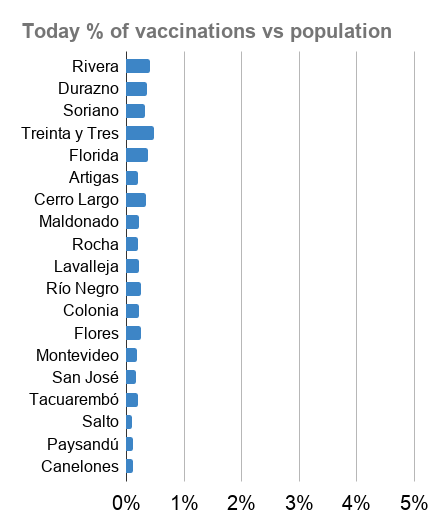 Today % of vaccinations vs population
Rivera
Durazno
Soriano
Treinta y Tres
Florida
Artigas
Cerro Largo
Maldonado
Rocha
Lavalleja
Río Negro
Colonia
Flores
Montevideo
San José
Tacuarembó
Salto
Paysandú
Canelones
0% 1% 2% 3% 4% 5%